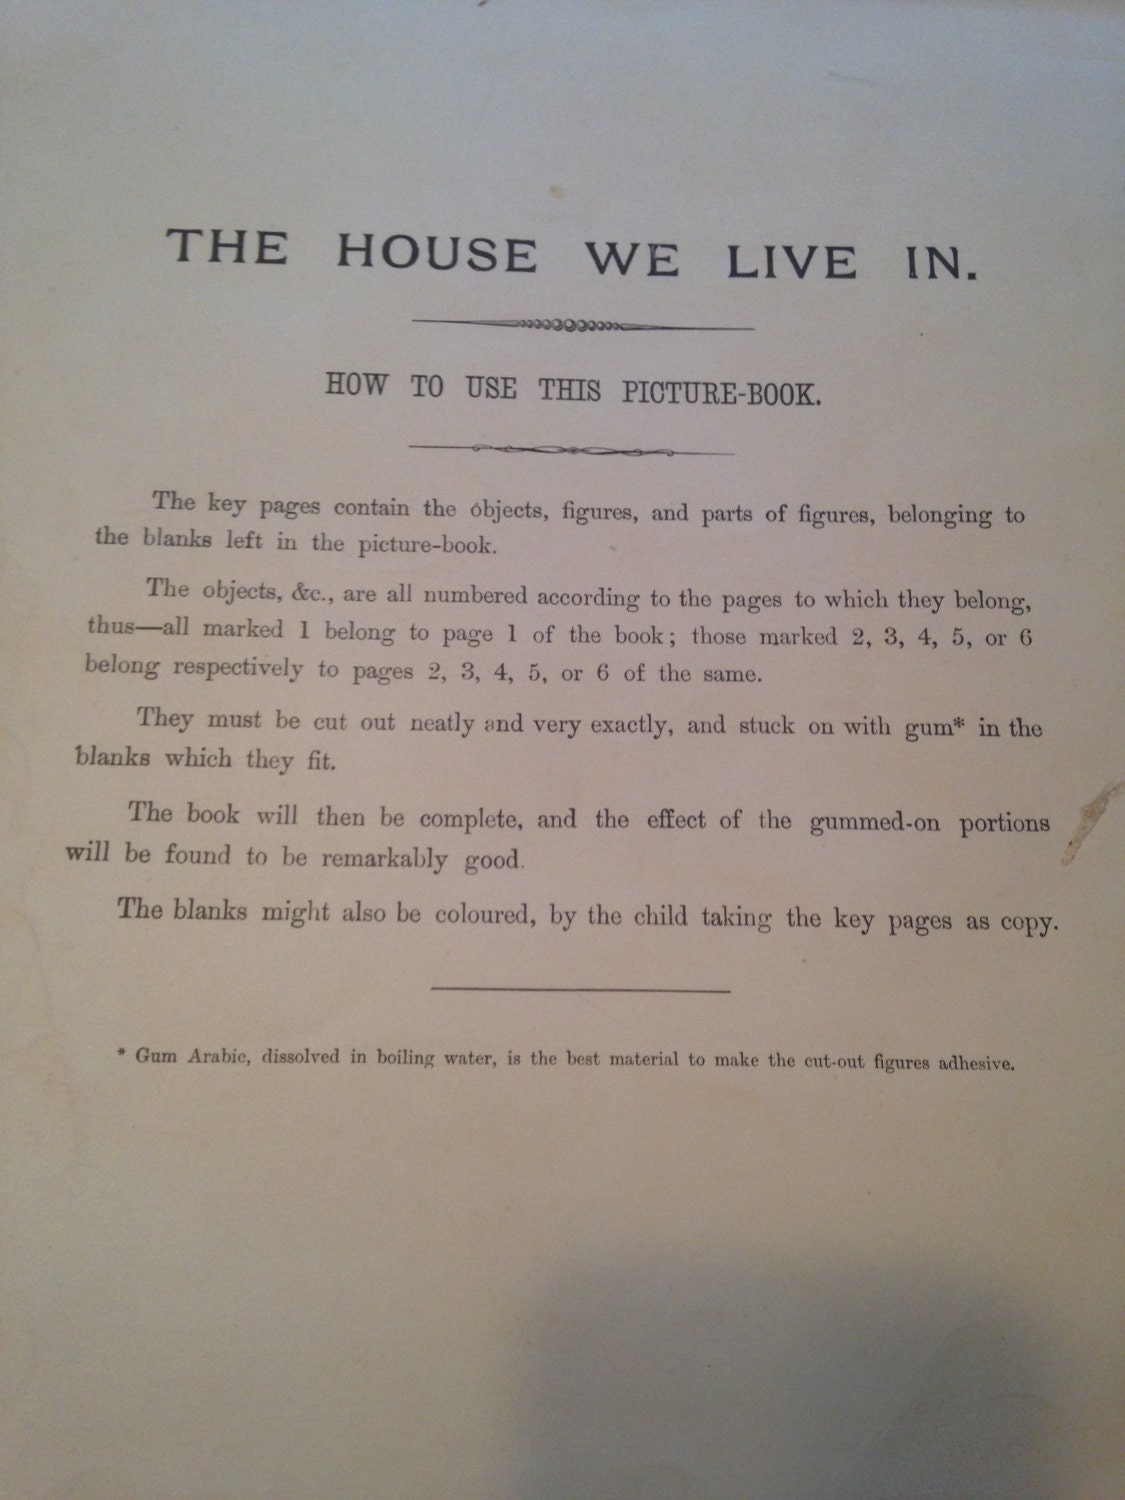 THE HOUSE WE LIVE IN.
HOW TO USE THIS PICTURE-BOOK.
The key pages contain the objects, figures, and parts of figures, belonging to
the blanks left in the picture-book.
The objects, &c., are all numbered according to the pages to which they belong,
thus—all marked 1 belong to page 1 of the book; those marked 2, 3, 4, 5, or 6
belong respectively to pages 2, 3, 4, 5, or 6 of the same.
They must be cut out neatly and very exactly, and stuck on with gum* in the
blanks which they fit.
The book will then be complete, and the effect of the gummed-on portions
will be found to be remarkably good.
The blanks might also be coloured, by the child taking the key pages as copy.
* Gum Arabic, dissolved in boiling water, is the best material to make the cut-out figures adhesive.